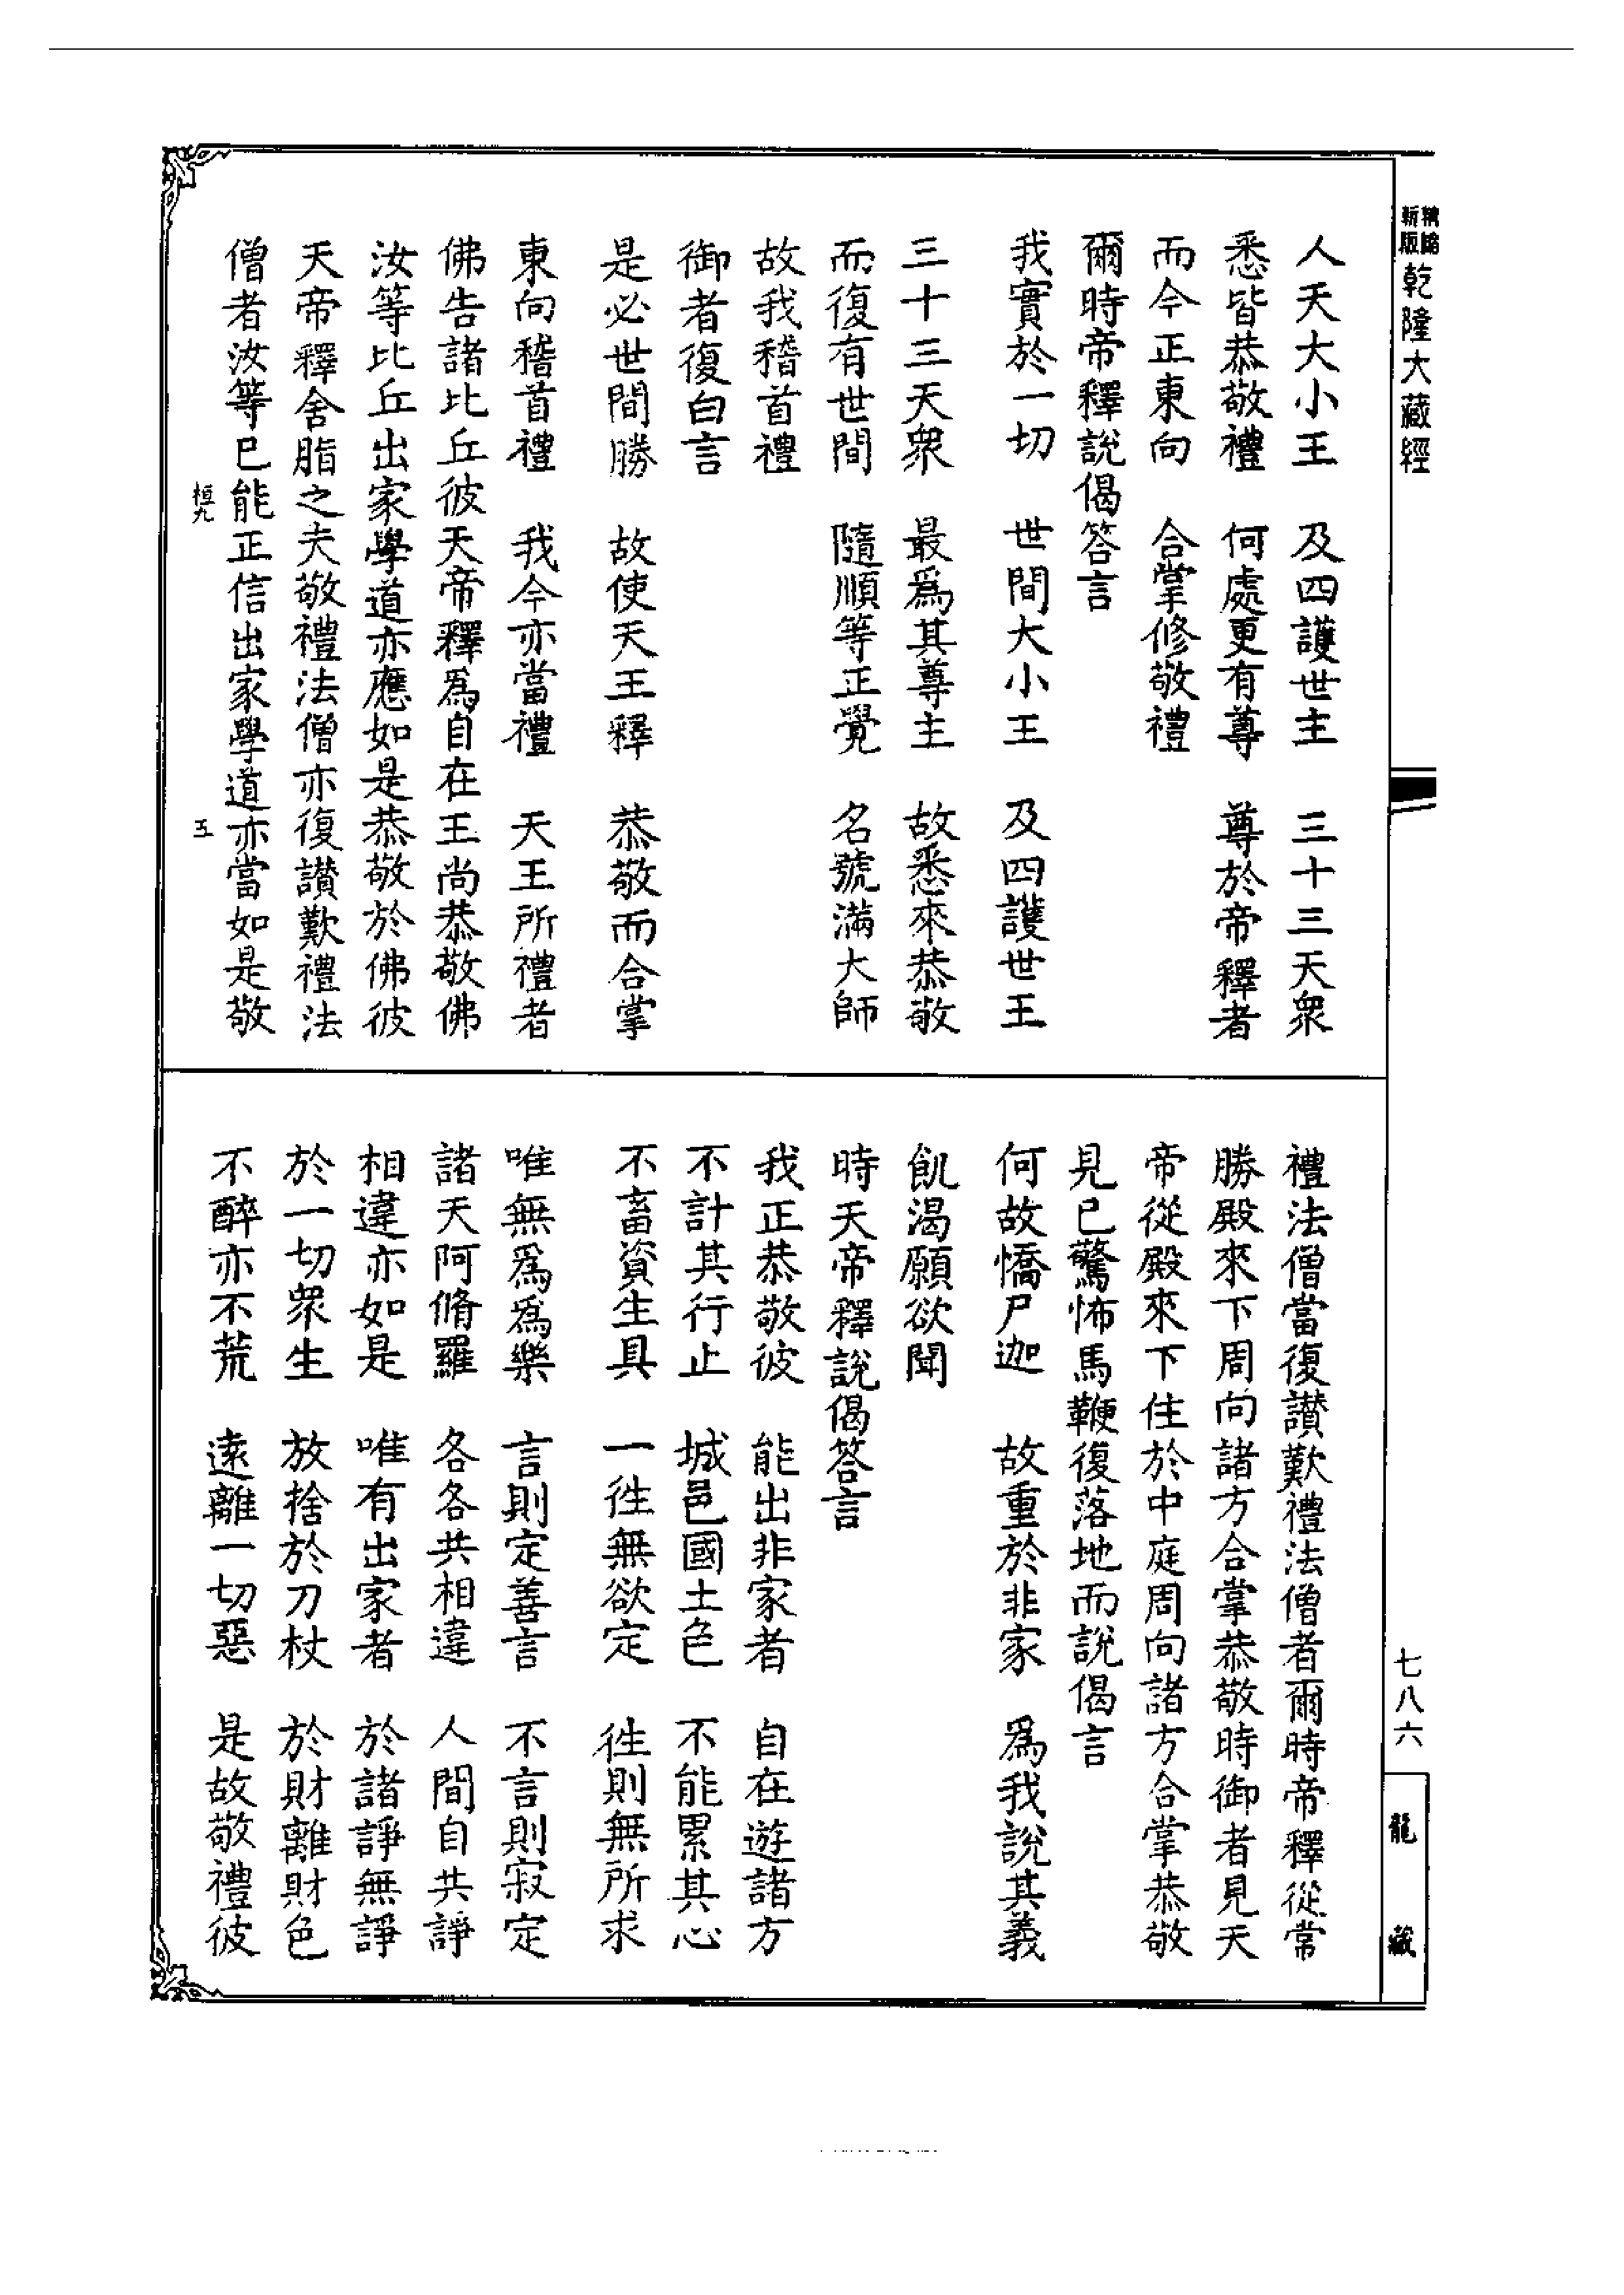 精縮
新版
乾隆大藏經
人天大小王　及四護世主　三十三天衆
悉皆恭敬禮　何處更有尊　尊於帝釋者
而今正東向　合掌修敬禮
爾時帝釋說偈答言
我實於一切　世間大小王　及四護世王
三十三天衆　最爲其尊主　故悉來恭敬
而復有世間　隨順等正覺　名號滿大師
故我稽首禮
御者復白言
是必世間勝　故使天王釋　恭敬而合掌
東向稽首禮　我今亦當禮　天王所禮者
佛告諸比丘彼天帝釋爲自在王尚恭敬佛
汝等比丘出家學道亦應如是恭敬於佛彼
天帝釋舍脂之夫敬禮法僧亦復讃歎禮法
僧者汝等已能正信出家學道亦當如是敬
桓九
五
禮法僧當復讃歎禮法僧者爾時帝釋從常
勝殿來下周向諸方合掌恭敬時御者見天
帝從殿來下住於中庭周向諸方合掌恭敬
見已驚怖馬鞭復落地而說偈言
何故憍尸迦　故重於非家　爲我說其義
飢渴願欲聞
時天帝釋說偈答言
我正恭敬彼　能出非家者　自在遊諸方
不計其行止　城邑國土色　不能累其心
不畜資生具　一徃無欲定　徃則無所求
唯無爲爲樂　言則定善言　不言則寂定
諸天阿脩羅　各各共相違　人間自共諍
相違亦如是　唯有出家者　於諸諍無諍
於一切衆生　放捨於刀杖　於財離財色
不醉亦不荒　遠離一切惡　是故敬禮彼
七八六
龍藏